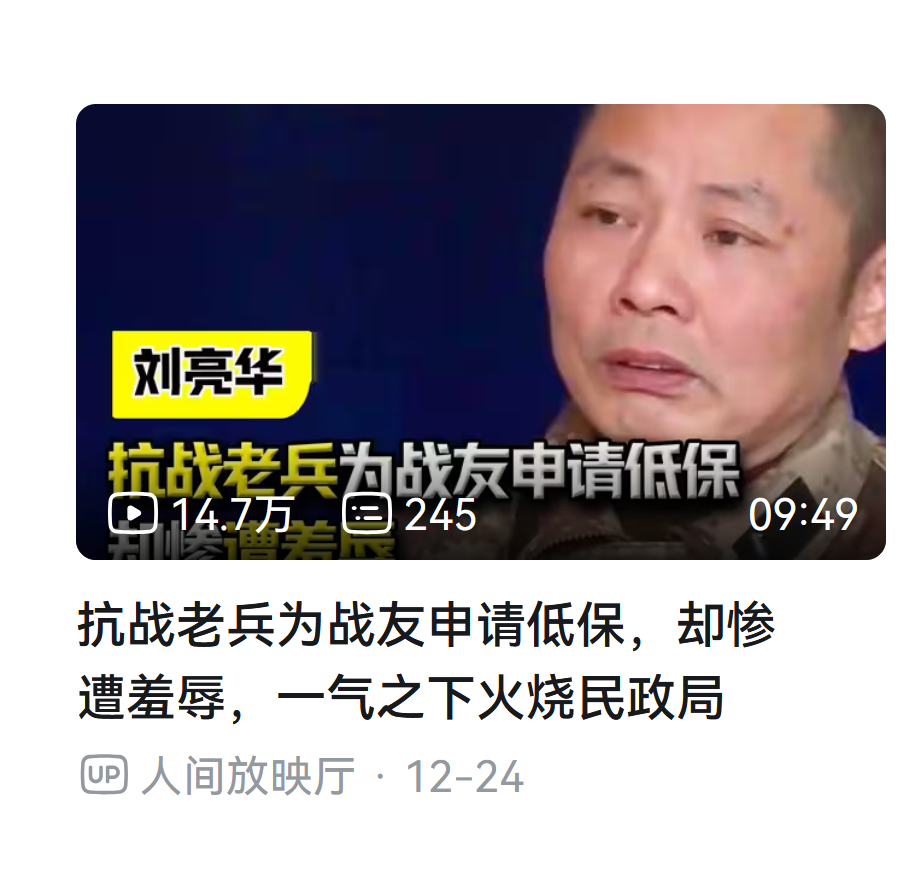 刘亮华
抗战老兵为战友申请低保
却惨遭羞辱
14.7万 245 09:49
抗战老兵为战友申请低保，却惨
遭羞辱，一气之下火烧民政局
UP 人间放映厅 · 12-24